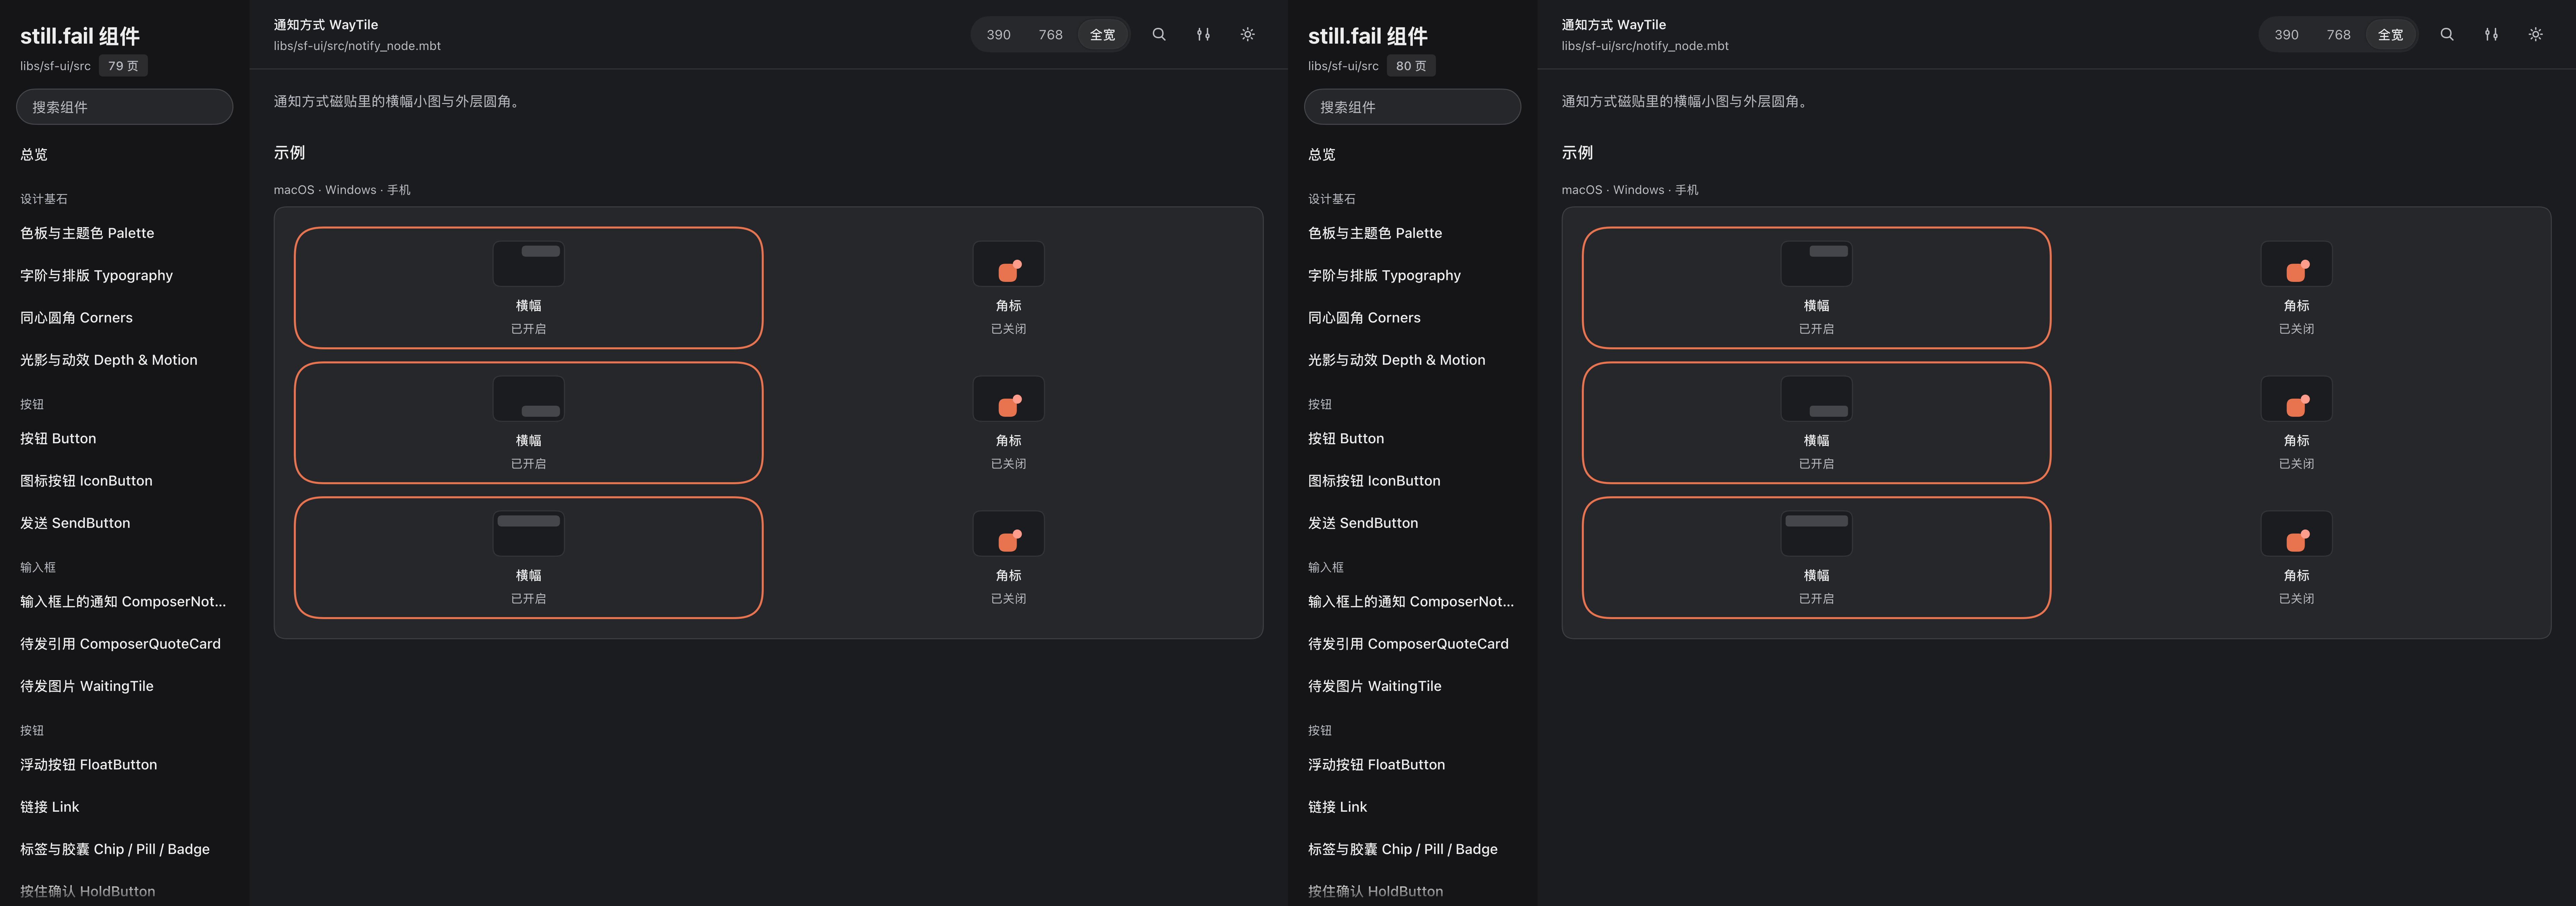 still.fail 组件
libs/sf-ui/src 79 页
搜索组件
总览
设计基石
色板与主题色 Palette
字阶与排版 Typography
同心圆角 Corners
光影与动效 Depth & Motion
按钮
按钮 Button
图标按钮 IconButton
发送 SendButton
输入框
输入框上的通知 ComposerNot...
待发引用 ComposerQuoteCard
待发图片 WaitingTile
按钮
浮动按钮 FloatButton
链接 Link
标签与胶囊 Chip / Pill / Badge
按住确认 HoldButton
通知方式 WayTile
libs/sf-ui/src/notify_node.mbt
390 768 全宽
通知方式磁贴里的横幅小图与外层圆角。
示例
macOS · Windows · 手机
横幅 角标
已开启 已关闭
横幅 角标
已开启 已关闭
横幅 角标
已开启 已关闭
still.fail 组件
libs/sf-ui/src 80 页
搜索组件
总览
设计基石
色板与主题色 Palette
字阶与排版 Typography
同心圆角 Corners
光影与动效 Depth & Motion
按钮
按钮 Button
图标按钮 IconButton
发送 SendButton
输入框
输入框上的通知 ComposerNot...
待发引用 ComposerQuoteCard
待发图片 WaitingTile
按钮
浮动按钮 FloatButton
链接 Link
标签与胶囊 Chip / Pill / Badge
按住确认 HoldButton
通知方式 WayTile
libs/sf-ui/src/notify_node.mbt
390 768 全宽
通知方式磁贴里的横幅小图与外层圆角。
示例
macOS · Windows · 手机
横幅 角标
已开启 已关闭
横幅 角标
已开启 已关闭
横幅 角标
已开启 已关闭